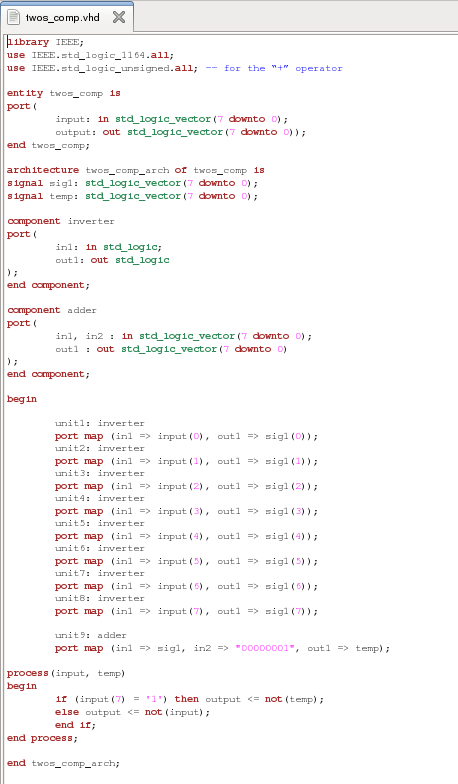 twos_comp.vhd
library IEEE;
use IEEE.std_logic_1164.all;
use IEEE.std_logic_unsigned.all; -- for the “+” operator
entity twos_comp is
port(
input: in std_logic_vector(7 downto 0);
output: out std_logic_vector(7 downto 0));
end twos_comp;
architecture twos_comp_arch of twos_comp is
signal sig1: std_logic_vector(7 downto 0);
signal temp: std_logic_vector(7 downto 0);
component inverter
port(
in1: in std_logic;
out1: out std_logic
);
end component;
component adder
port(
in1, in2 : in std_logic_vector(7 downto 0);
out1 : out std_logic_vector(7 downto 0)
);
end component;
begin
unit1: inverter
port map (in1 => input(0), out1 => sig1(0));
unit2: inverter
port map (in1 => input(1), out1 => sig1(1));
unit3: inverter
port map (in1 => input(2), out1 => sig1(2));
unit4: inverter
port map (in1 => input(3), out1 => sig1(3));
unit5: inverter
port map (in1 => input(4), out1 => sig1(4));
unit6: inverter
port map (in1 => input(5), out1 => sig1(5));
unit7: inverter
port map (in1 => input(6), out1 => sig1(6));
unit8: inverter
port map (in1 => input(7), out1 => sig1(7));
unit9: adder
port map (in1 => sig1, in2 => "00000001", out1 => temp);
process(input, temp)
begin
if (input(7) = '1') then output <= not(temp);
else output <= not(input);
end if;
end process;
end twos_comp_arch;